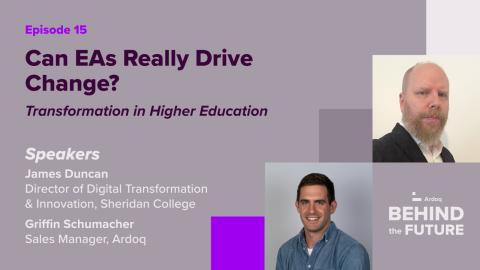 Episode 15
Can EAs Really Drive
Change?
Transformation in Higher Education
Speakers
James Duncan
Director of Digital Transformation
& Innovation, Sheridan College
Griffin Schumacher
Sales Manager, Ardoq
Ardoq
BEHIND
the FUTURE